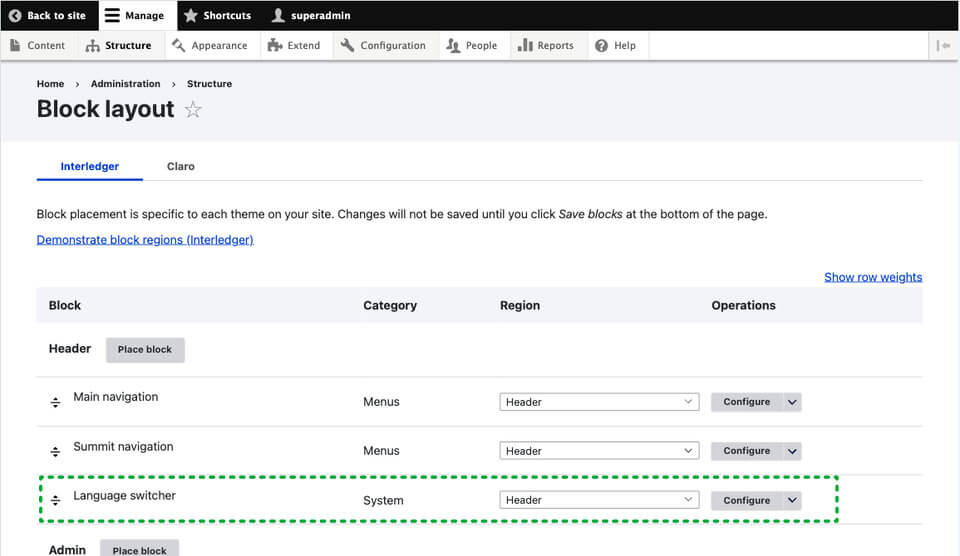 Back to site Manage Shortcuts superadmin
Content Structure Appearance Extend Configuration People Reports Help
Home › Administration › Structure
Block layout
Interledger Claro
Block placement is specific to each theme on your site. Changes will not be saved until you click Save blocks at the bottom of the page.
Demonstrate block regions (Interledger)
Show row weights
Block Category Region Operations
Header Place block
Main navigation Menus Header Configure
Summit navigation Menus Header Configure
Language switcher System Header Configure
Admin Place block